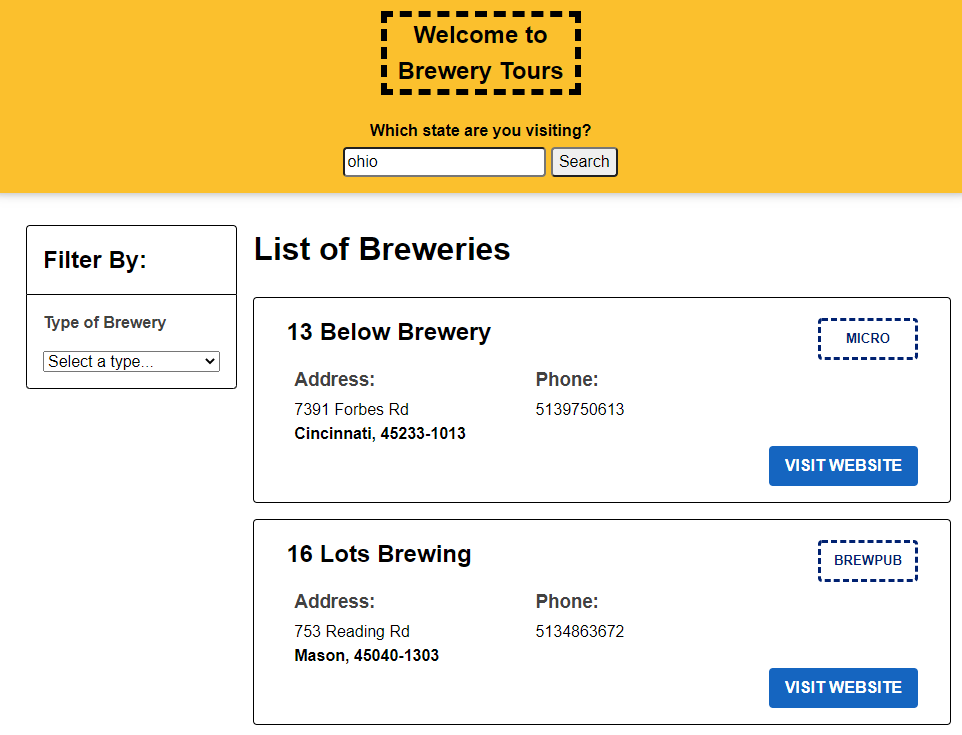 Welcome to
Brewery Tours
Which state are you visiting?
ohio
Search
Filter By:
Type of Brewery
Select a type...
List of Breweries
13 Below Brewery
MICRO
Address:
7391 Forbes Rd
Cincinnati, 45233-1013
Phone:
5139750613
VISIT WEBSITE
16 Lots Brewing
BREWPUB
Address:
753 Reading Rd
Mason, 45040-1303
Phone:
5134863672
VISIT WEBSITE